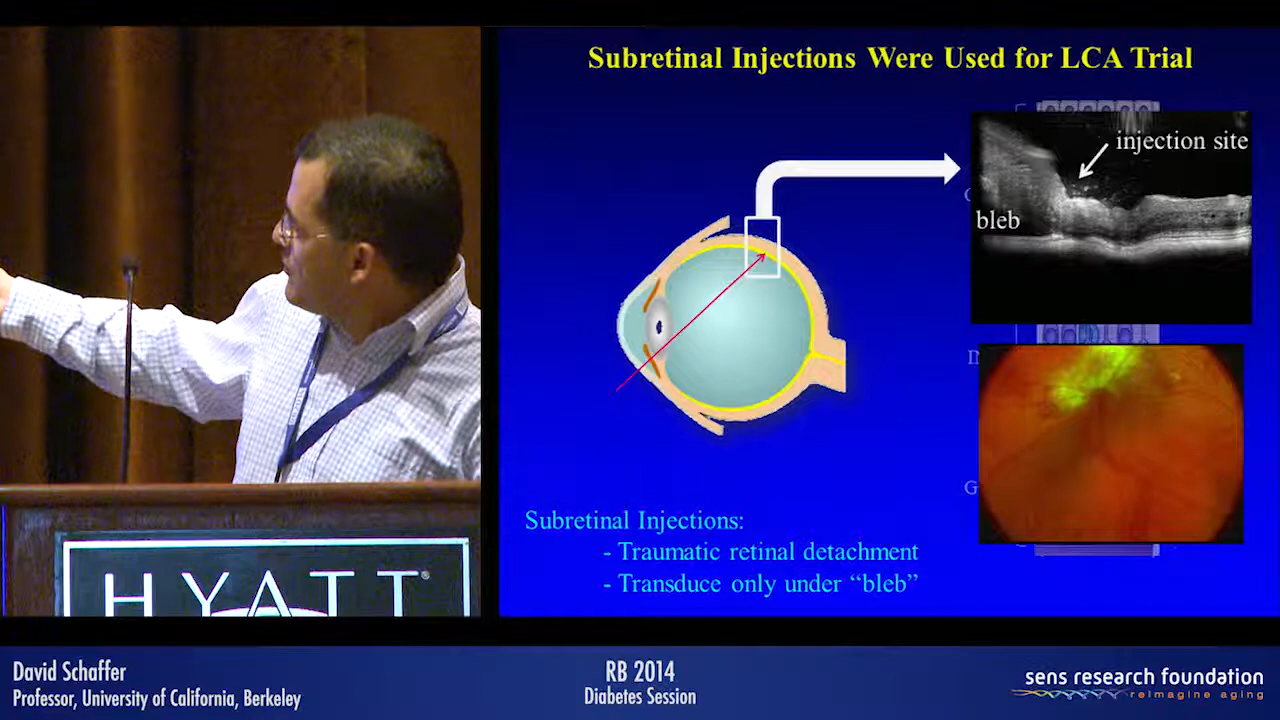 Subretinal Injections Were Used for LCA Trial
injection site
bleb
Subretinal Injections:
- Traumatic retinal detachment
- Transduce only under “bleb”
HYATT®
David Schaffer
Professor, University of California, Berkeley
RB 2014
Diabetes Session
sens research foundation
reimagine aging